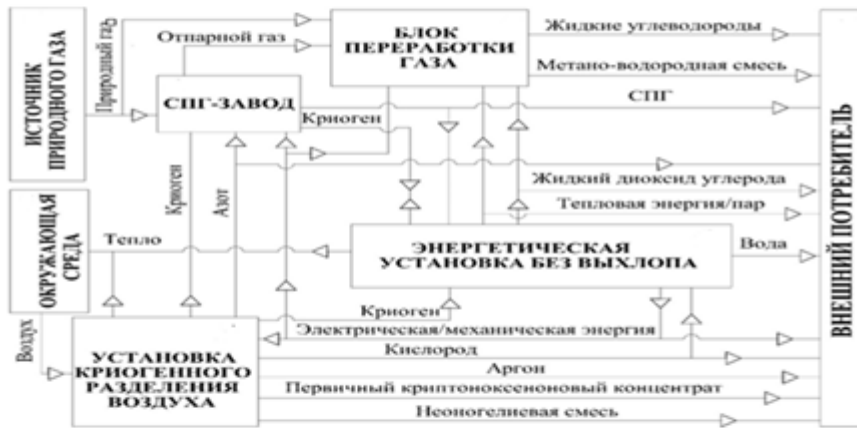 БЛОК
ПЕРЕРАБОТКИ
ГАЗА
Жидкие углеводороды
Метано-водородная смесь
Отпарной газ
Природный газ
ИСТОЧНИК
ПРИРОДНОГО ГАЗА
СПГ-ЗАВОД
СПГ
Криоген
Криоген
Азот
Жидкий диоксид углерода
Тепловая энергия/пар
ОКРУЖАЮЩАЯ
СРЕДА
Тепло
ЭНЕРГЕТИЧЕСКАЯ
УСТАНОВКА БЕЗ ВЫХЛОПА
Вода
ВНЕШНИЙ ПОТРЕБИТЕЛЬ
Криоген
Электрическая/механическая энергия
Воздух
УСТАНОВКА
КРИОГЕННОГО
РАЗДЕЛЕНИЯ
ВОЗДУХА
Кислород
Аргон
Первичный криптоноксеноновый концентрат
Неоногелиевая смесь